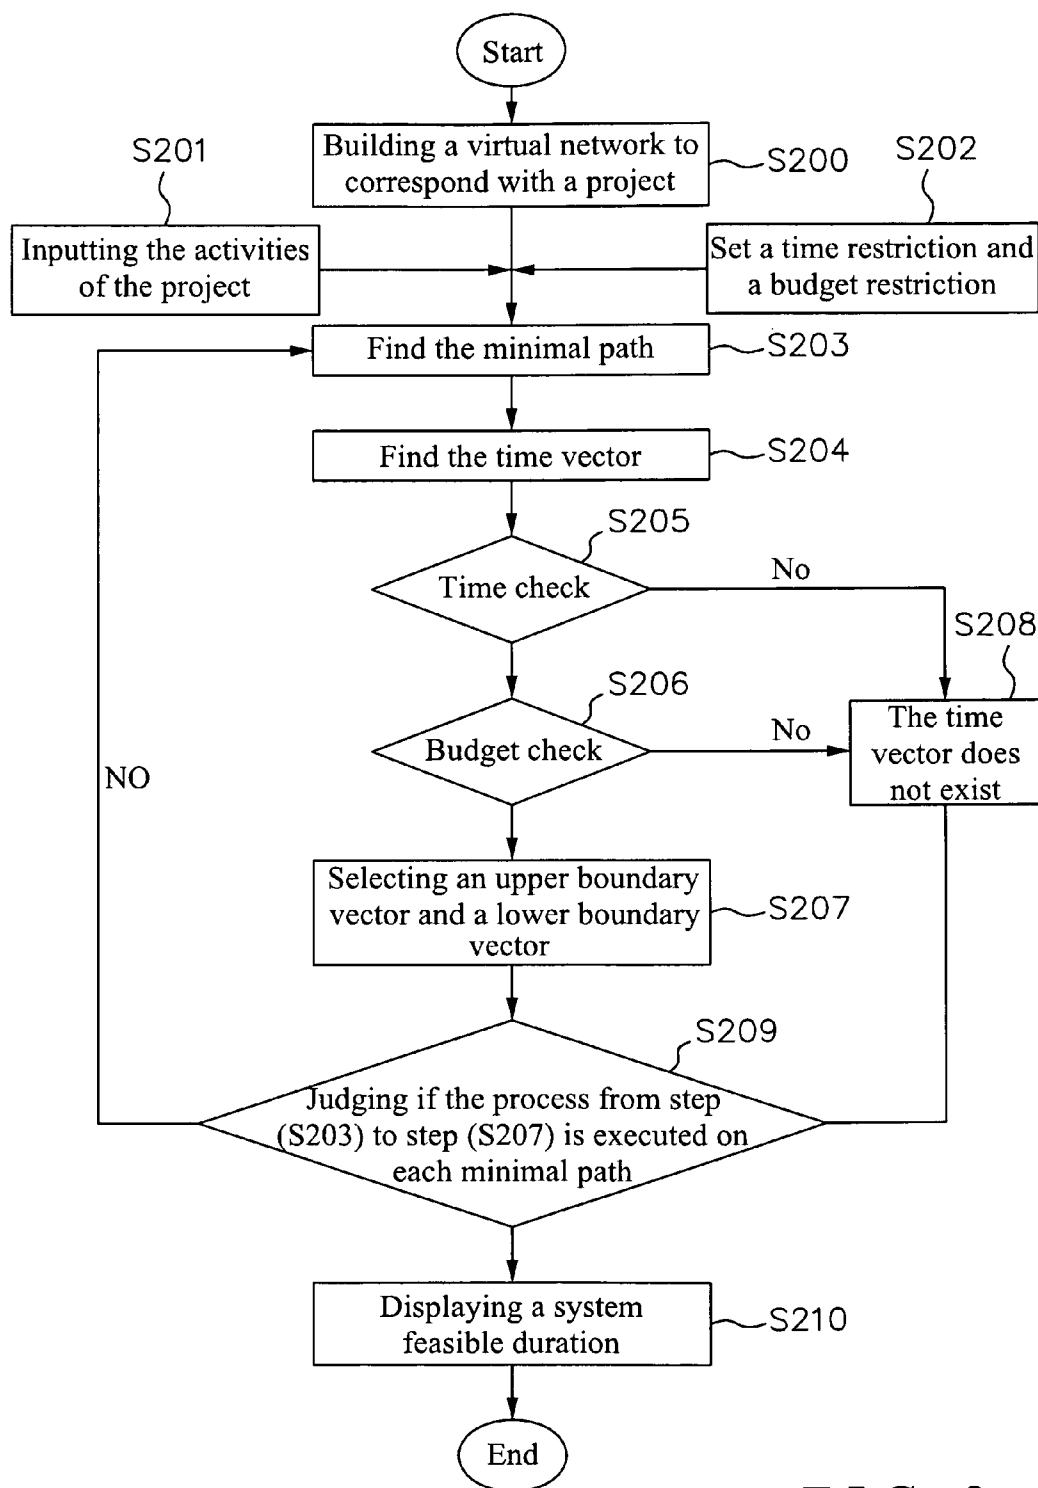 Start
Building a virtual network to
correspond with a project
S200
S201
S202
Inputting the activities
of the project
Set a time restriction and
a budget restriction
Find the minimal path
S203
Find the time vector
S204
S205
Time check
No
S208
S206
Budget check
No
The time
vector does
not exist
NO
Selecting an upper boundary
vector and a lower boundary
vector
S207
S209
Judging if the process from step
(S203) to step (S207) is executed on
each minimal path
Displaying a system
feasible duration
S210
End